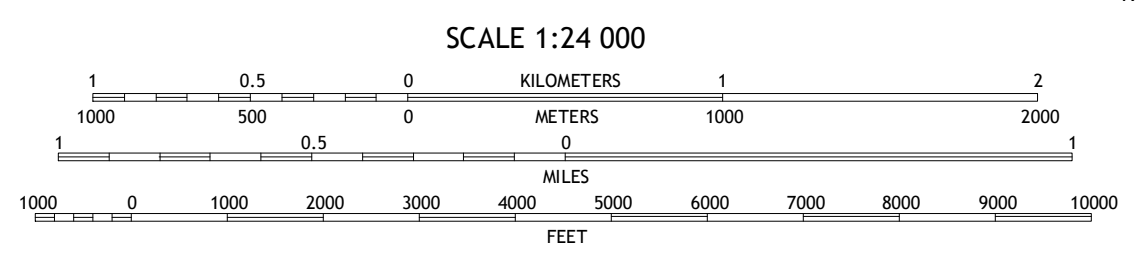 SCALE 1:24 000
1 0.5 0 KILOMETERS 1 2
1000 500 0 METERS 1000 2000
1 0.5 0 1
MILES
1000 0 1000 2000 3000 4000 5000 6000 7000 8000 9000 10000
FEET